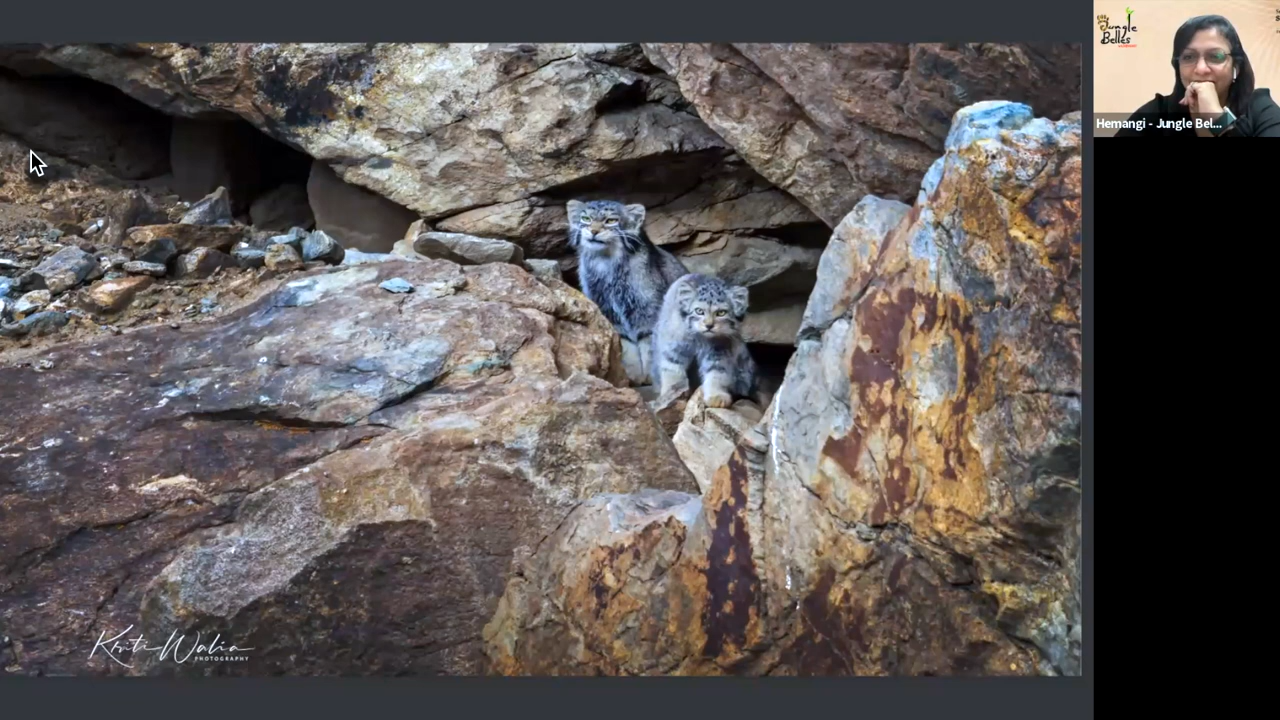 Jungle
Belles
Hemangi - Jungle Bel...
Kriti Walia
PHOTOGRAPHY